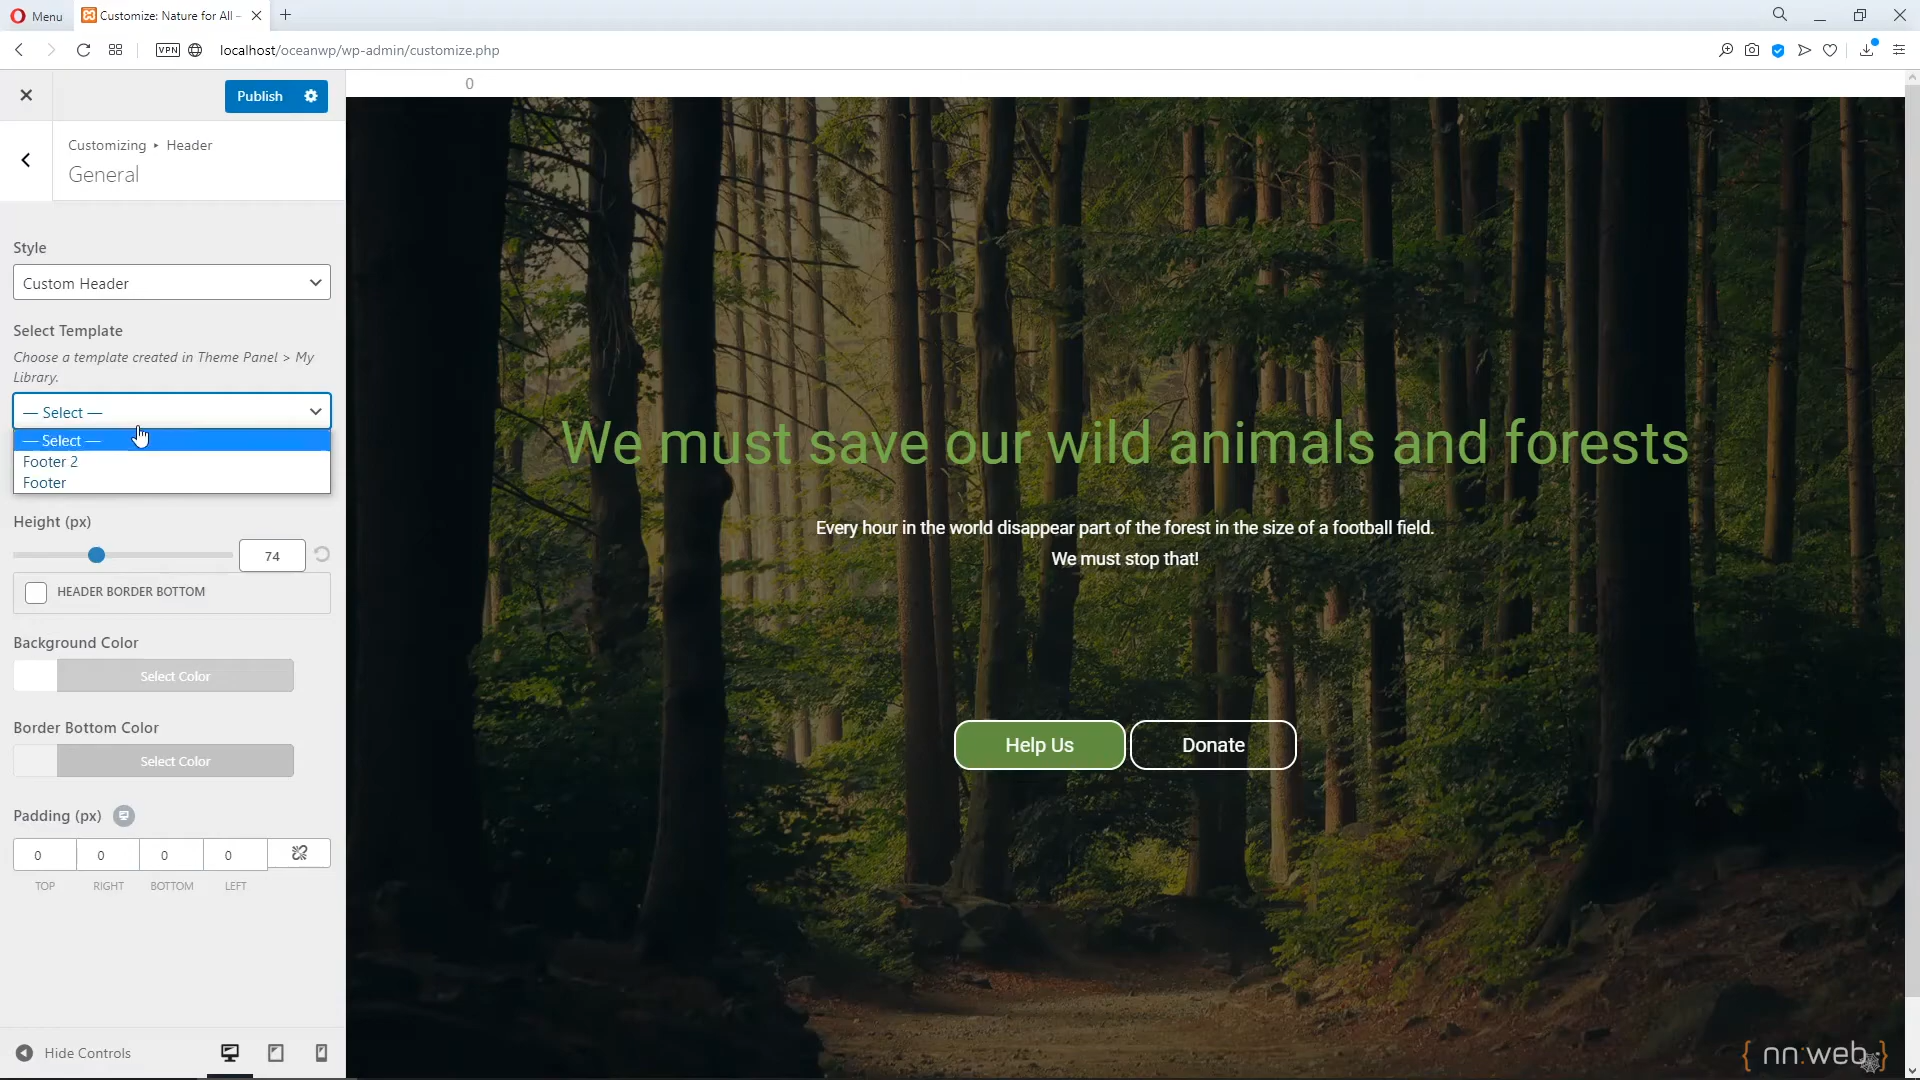 Menu
Customize: Nature for All –
VPN
localhost/oceanwp/wp-admin/customize.php
Publish
0
Customizing ▸ Header
General
Style
Custom Header
Select Template
Choose a template created in Theme Panel > My
Library.
— Select —
— Select —
Footer 2
Footer
Height (px)
74
HEADER BORDER BOTTOM
Background Color
Select Color
Border Bottom Color
Select Color
Padding (px)
0 0 0 0
TOP RIGHT BOTTOM LEFT
Hide Controls
We must save our wild animals and forests
Every hour in the world disappear part of the forest in the size of a football field.
We must stop that!
Help Us
Donate
{ nn:web }